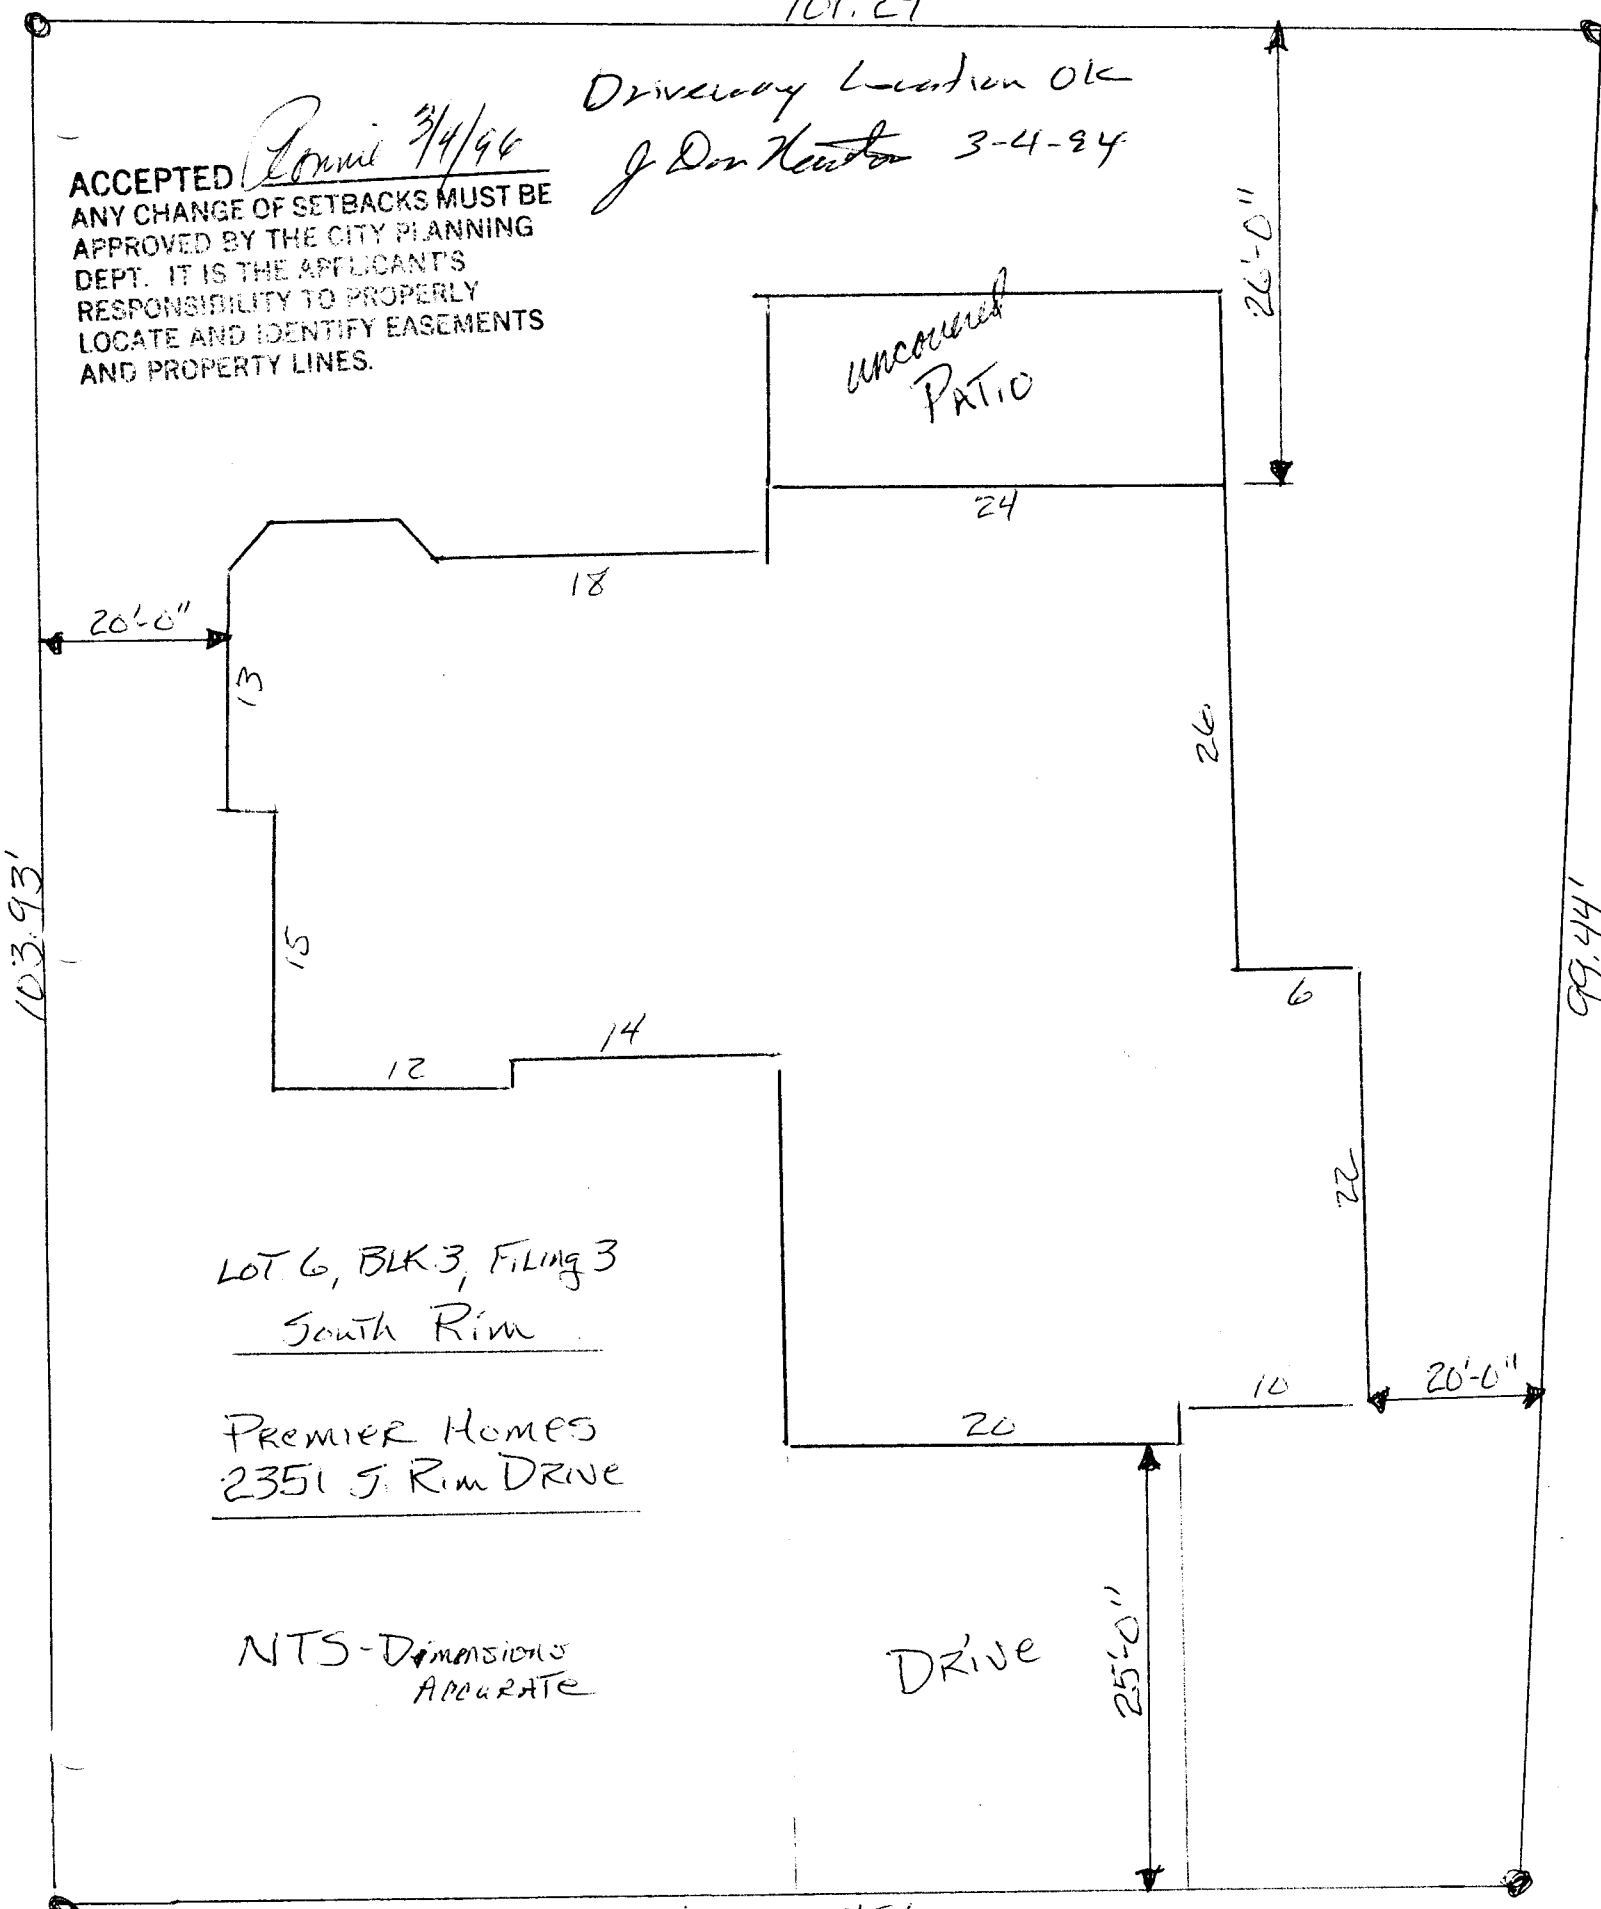 Driveway Location OK
3-4-94
ACCEPTED Ronnie 3/4/96
ANY CHANGE OF SETBACKS MUST BE
APPROVED BY THE CITY PLANNING
DEPT. IT IS THE APPLICANT'S
RESPONSIBILITY TO PROPERLY
LOCATE AND IDENTIFY EASEMENTS
AND PROPERTY LINES.
26'-0"
uncovered
PATIO
24
18
20'-0"
13
26
103.93'
99.44'
15
6
14
12
22
LOT 6, BLK.3, Filing 3
South Rim
10
20'-0"
20
PREMIER HOMES
2351 S. Rim DRIVE
25'-0"
NTS-Dimensions
ACCURATE
DRIVE